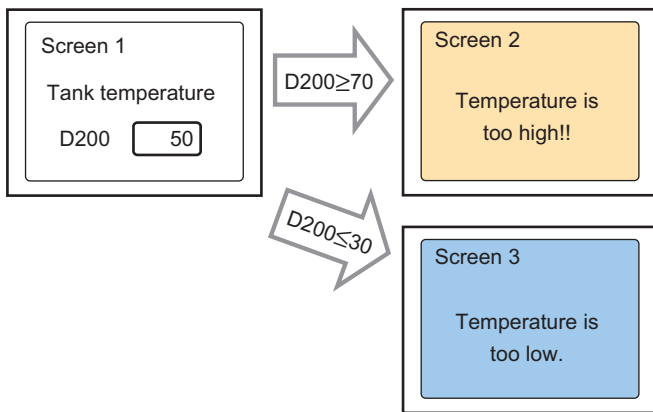 Screen 1
Tank temperature
D200 50
D200≥70
Screen 2
Temperature is
too high!!
D200≤30
Screen 3
Temperature is
too low.